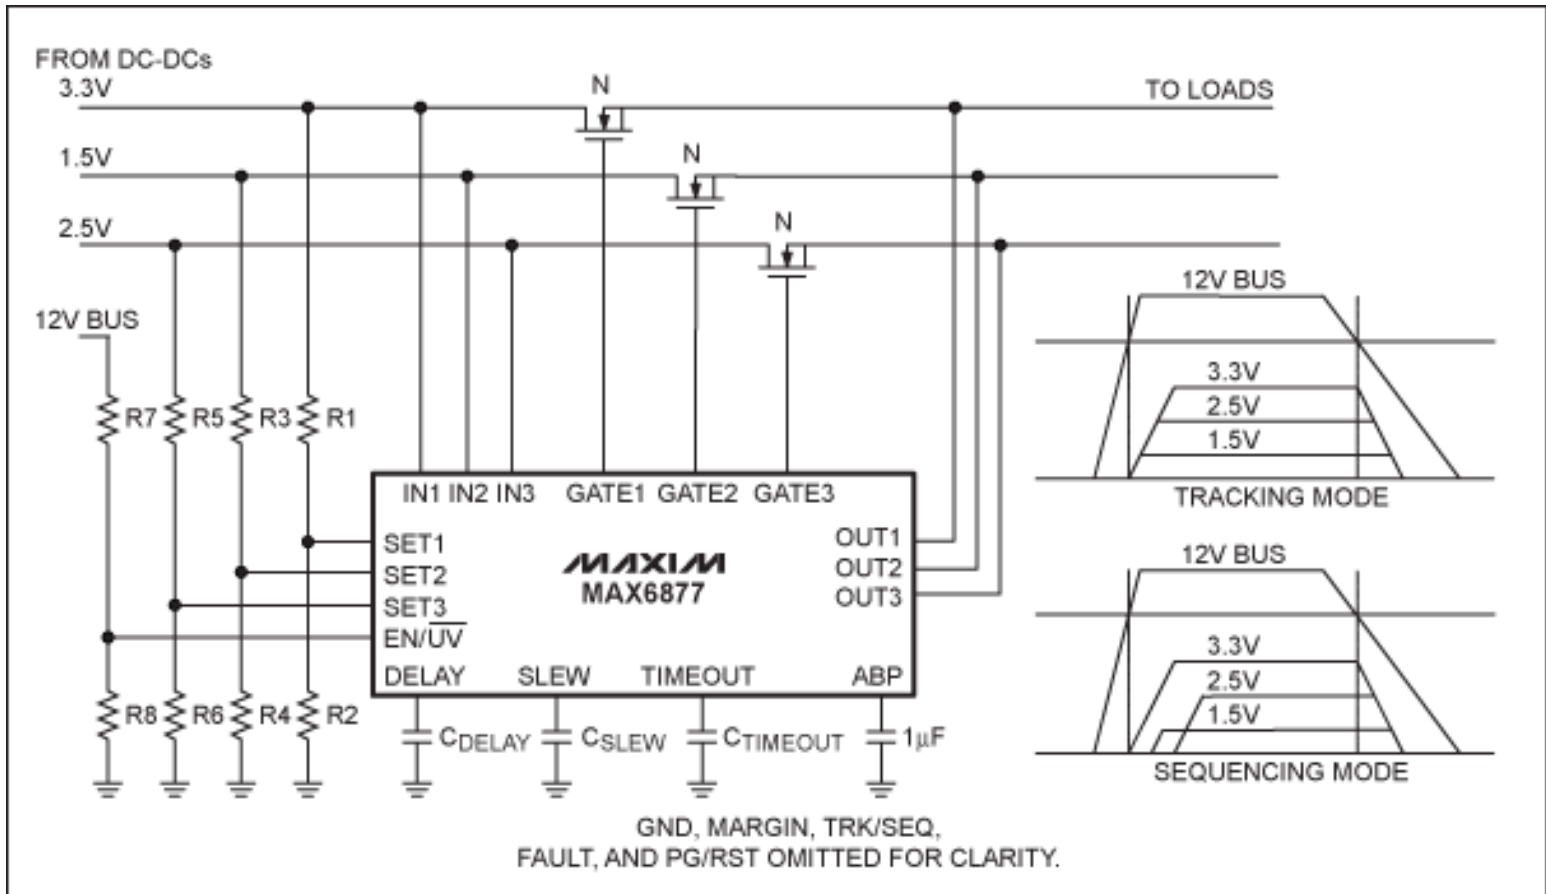 FROM DC-DCs
3.3V
N
TO LOADS
1.5V
N
2.5V
N
12V BUS
R7
R5
R3
R1
IN1 IN2 IN3 GATE1 GATE2 GATE3
SET1
SET2
SET3
EN/UV
OUT1
OUT2
OUT3
MAXIM
MAX6877
DELAY SLEW TIMEOUT ABP
R8
R6
R4
R2
CDELAY
CSLEW
CTIMEOUT
1µF
12V BUS
3.3V
2.5V
1.5V
TRACKING MODE
12V BUS
3.3V
2.5V
1.5V
SEQUENCING MODE
GND, MARGIN, TRK/SEQ,
FAULT, AND PG/RST OMITTED FOR CLARITY.